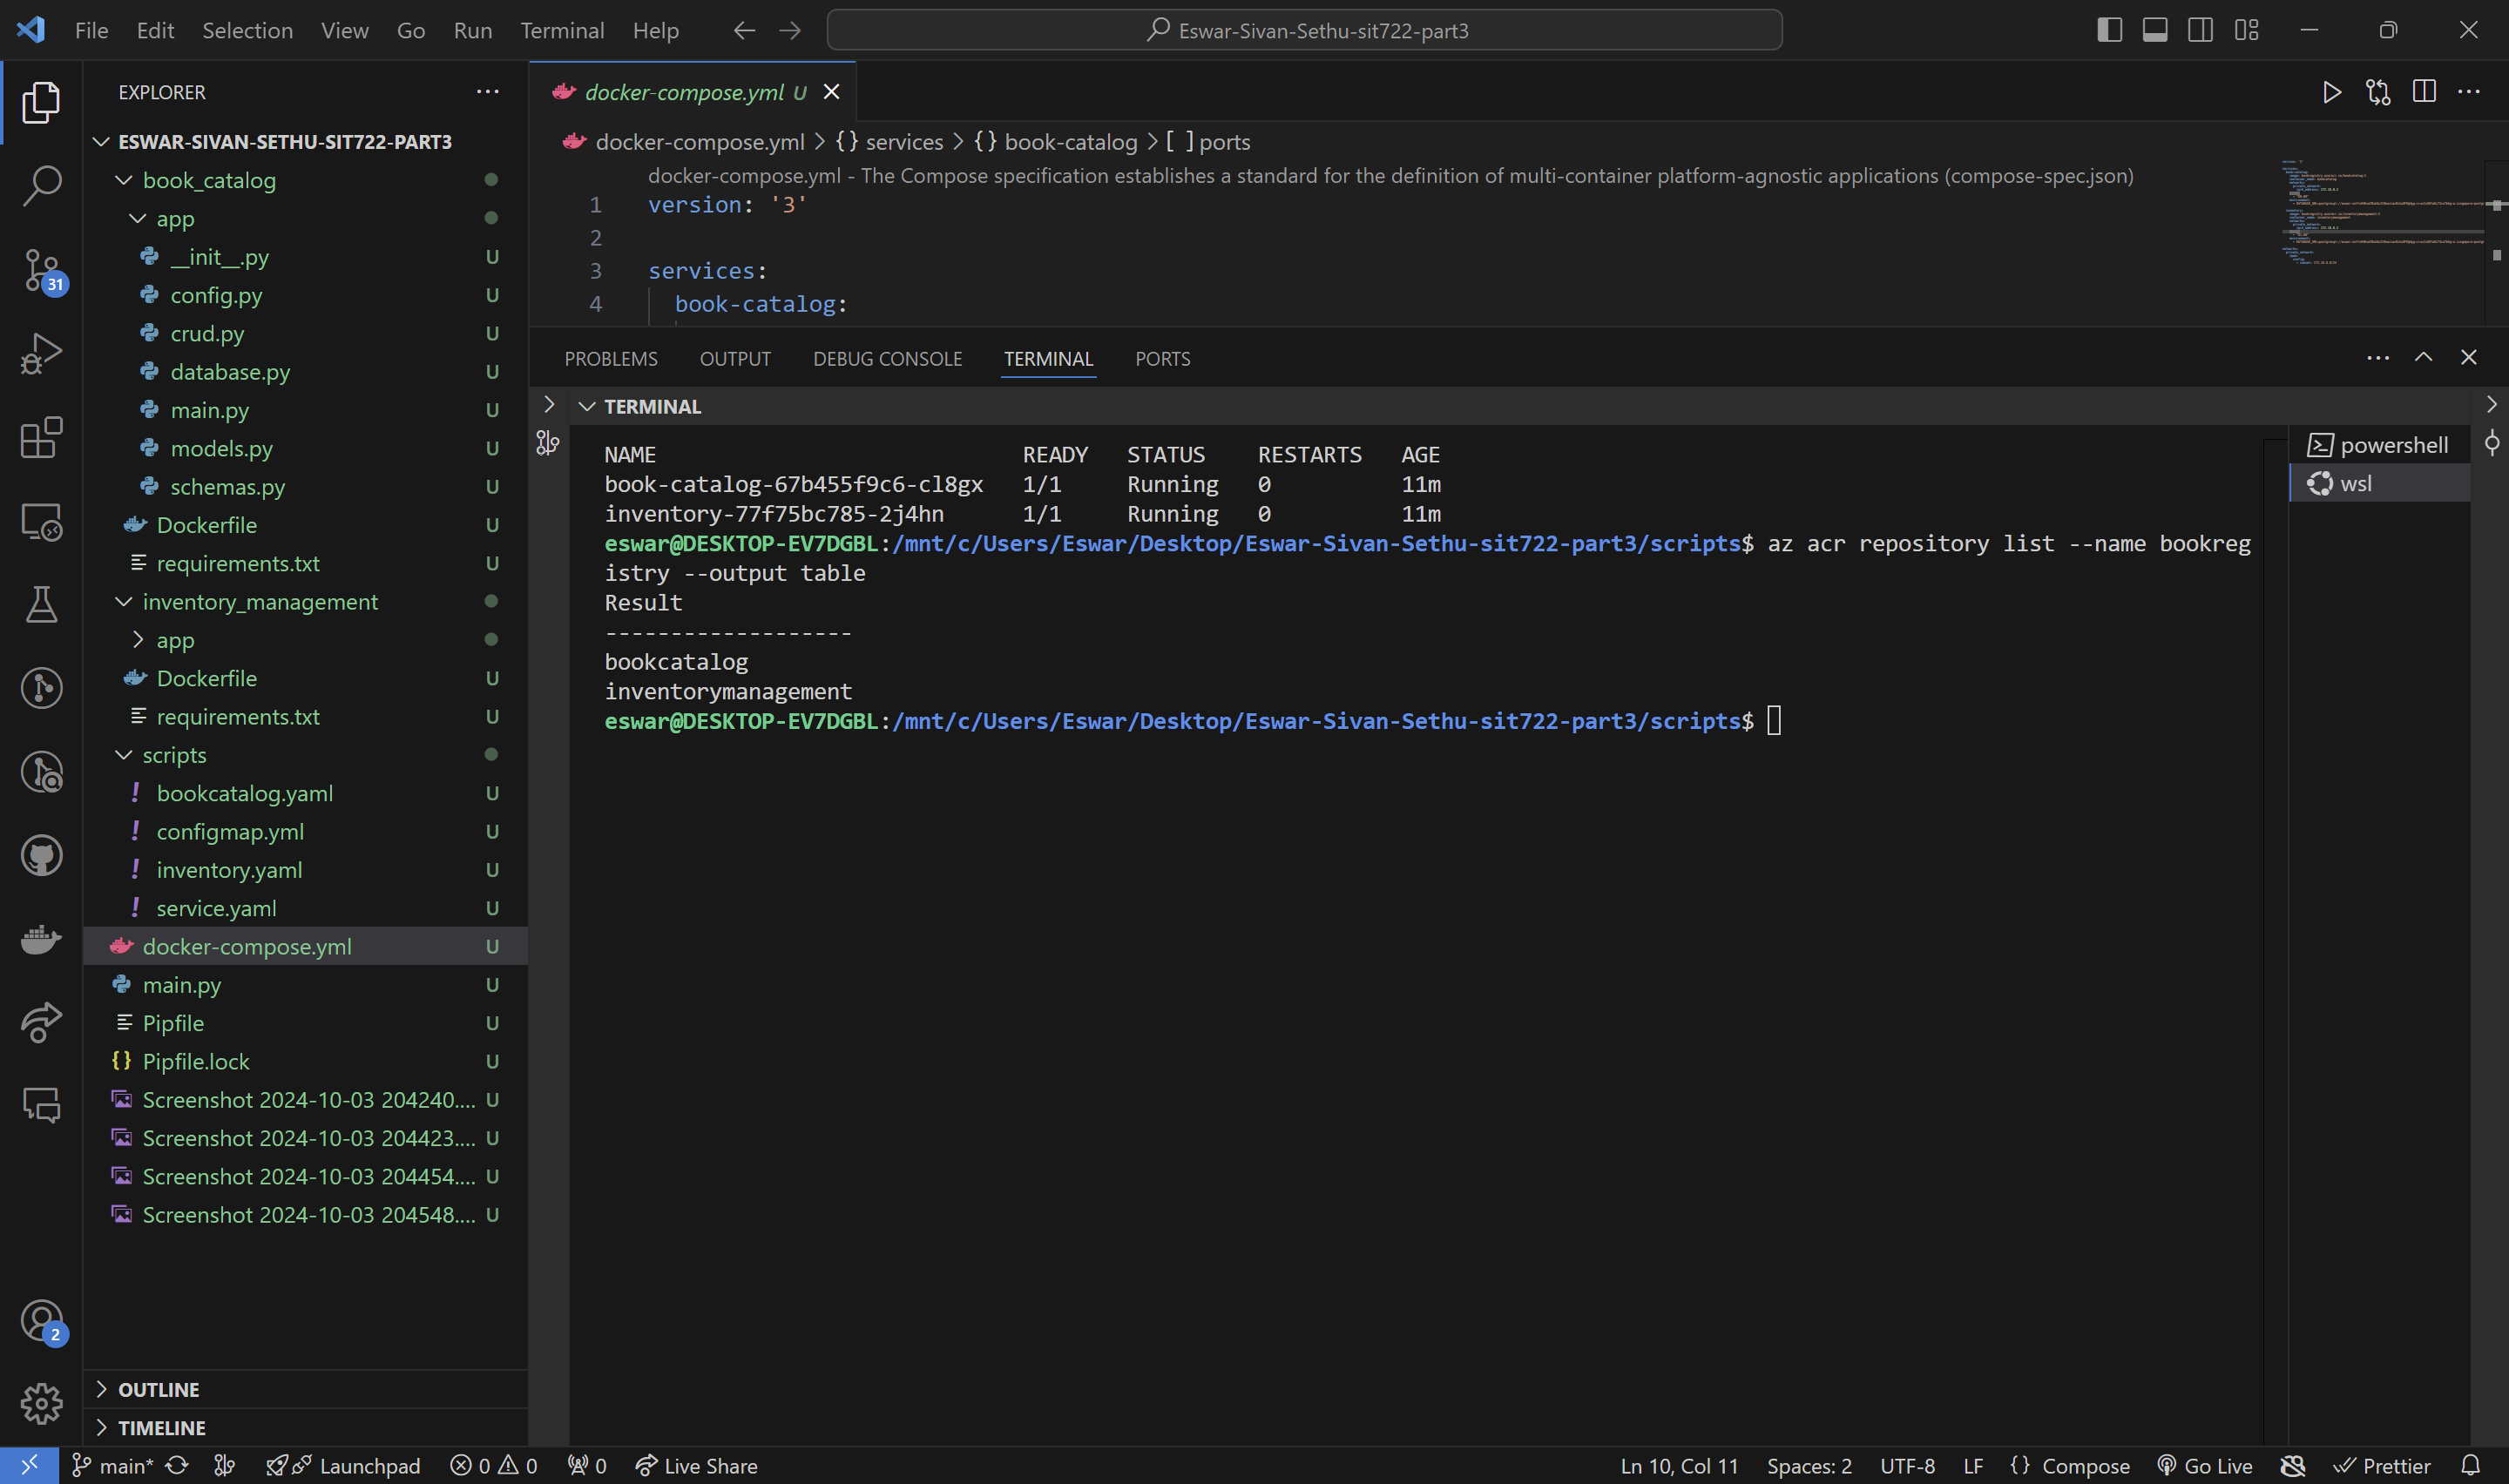 File Edit Selection View Go Run Terminal Help
Eswar-Sivan-Sethu-sit722-part3
EXPLORER
ESWAR-SIVAN-SETHU-SIT722-PART3
book_catalog
app
__init__.py U
config.py U
crud.py U
database.py U
main.py U
models.py U
schemas.py U
Dockerfile U
requirements.txt U
inventory_management
app
Dockerfile U
requirements.txt U
scripts
bookcatalog.yaml U
configmap.yml U
inventory.yaml U
service.yaml U
docker-compose.yml U
main.py U
Pipfile U
Pipfile.lock U
Screenshot 2024-10-03 204240.... U
Screenshot 2024-10-03 204423.... U
Screenshot 2024-10-03 204454.... U
Screenshot 2024-10-03 204548.... U
OUTLINE
TIMELINE
31
2
docker-compose.yml U
docker-compose.yml > {} services > {} book-catalog > [ ] ports
docker-compose.yml - The Compose specification establishes a standard for the definition of multi-container platform-agnostic applications (compose-spec.json)
1 version: '3'
2
3 services:
4 book-catalog:
PROBLEMS OUTPUT DEBUG CONSOLE TERMINAL PORTS
TERMINAL
NAME READY STATUS RESTARTS AGE
book-catalog-67b455f9c6-cl8gx 1/1 Running 0 11m
inventory-77f75bc785-2j4hn 1/1 Running 0 11m
eswar@DESKTOP-EV7DGBL:/mnt/c/Users/Eswar/Desktop/Eswar-Sivan-Sethu-sit722-part3/scripts$ az acr repository list --name bookreg
istry --output table
Result
-------------------
bookcatalog
inventorymanagement
eswar@DESKTOP-EV7DGBL:/mnt/c/Users/Eswar/Desktop/Eswar-Sivan-Sethu-sit722-part3/scripts$
powershell
wsl
main* Launchpad 0 0 0 Live Share
Ln 10, Col 11 Spaces: 2 UTF-8 LF {} Compose Go Live Prettier